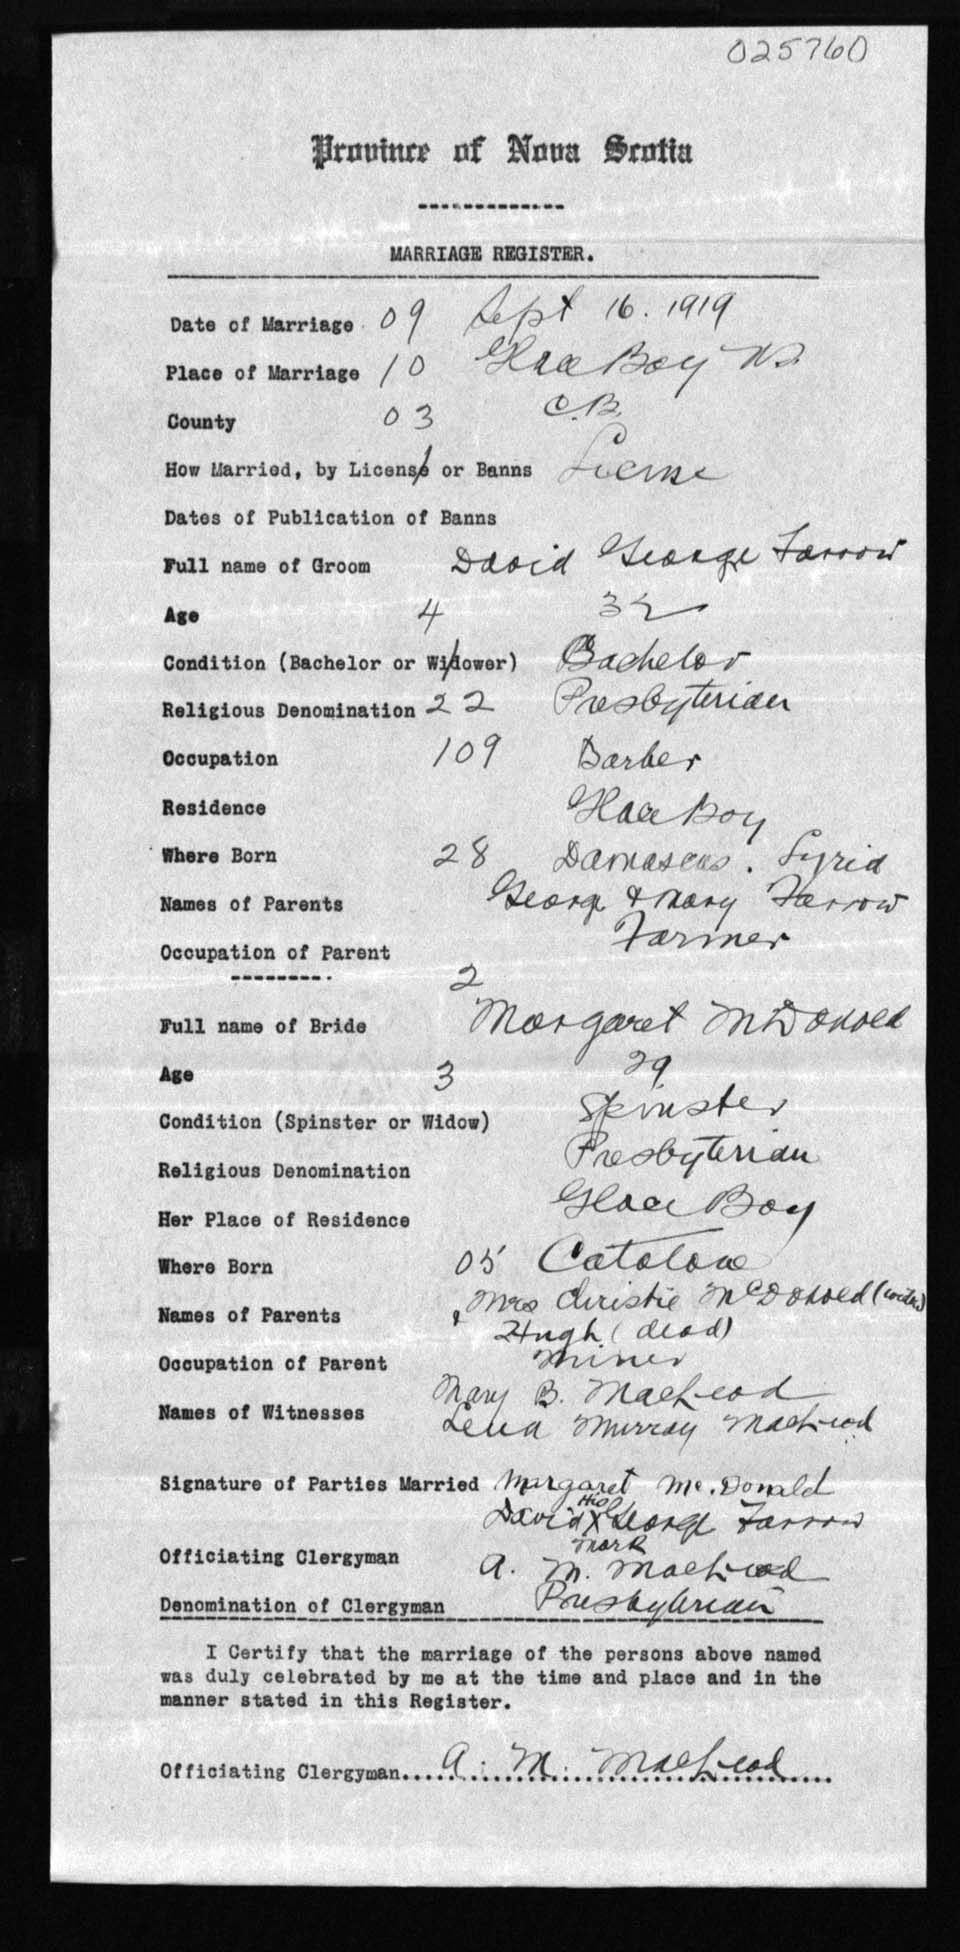 025760
Province of Nova Scotia
MARRIAGE REGISTER.
Date of Marriage 09 Sept 16. 1919
Place of Marriage 10 Glace Bay NS
County 03 C.B.
How Married, by License or Banns License
Dates of Publication of Banns
Full name of Groom David George Farrow
Age 4 32
Condition (Bachelor or Widower) Bachelor
Religious Denomination 22 Presbyterian
Occupation 109 Barber
Residence Glace Bay
Where Born 28 Damascus. Syria
Names of Parents George & Mary Farrow
Occupation of Parent Farmer
2
Full name of Bride Margaret McDonald
Age 3 29
Condition (Spinster or Widow) Spinster
Religious Denomination Presbyterian
Her Place of Residence Glace Bay
Where Born 05 Catalone
Names of Parents Mrs Christie McDonald
& Hugh (dead)
Occupation of Parent Miner
Names of Witnesses Mary B. MacLeod
Lena Murray MacLeod
Signature of Parties Married Margaret Mc.Donald
David His X Mark George Farrow
Officiating Clergyman A. M. MacLeod
Denomination of Clergyman Presbyterian
I Certify that the marriage of the persons above named
was duly celebrated by me at the time and place and in the
manner stated in this Register.
Officiating Clergyman.... A. M. MacLeod